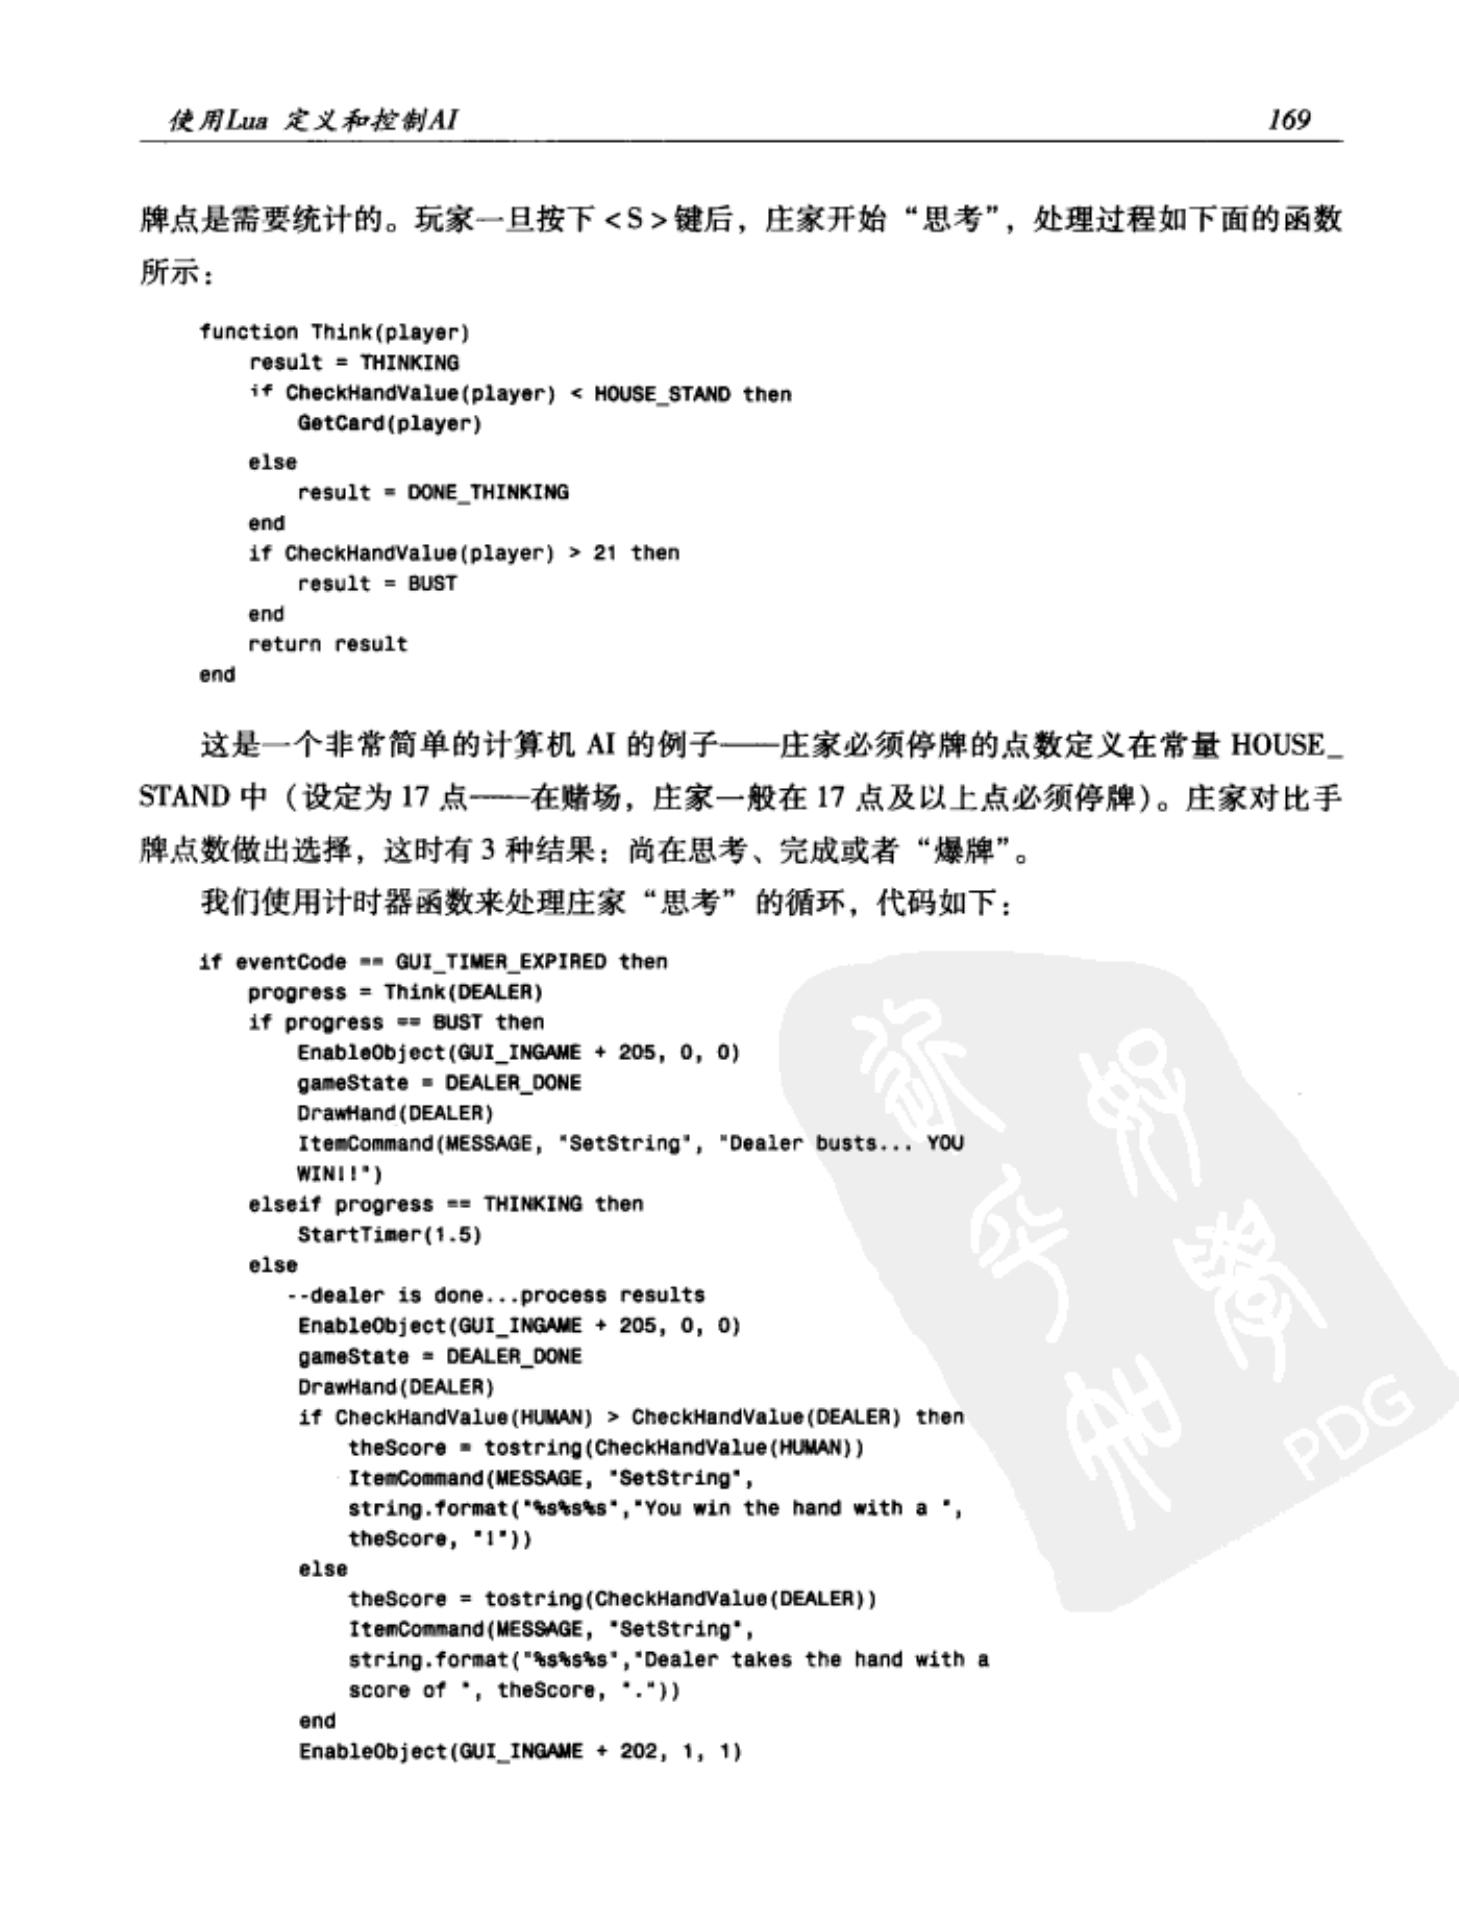 使用Lua 定义和控制AI 169
牌点是需要统计的。玩家一旦按下<S>键后，庄家开始“思考”，处理过程如下面的函数
所示：
function Think(player)
result = THINKING
if CheckHandValue(player) < HOUSE_STAND then
GetCard(player)
else
result = DONE_THINKING
end
if CheckHandValue(player) > 21 then
result = BUST
end
return result
end
这是一个非常简单的计算机 AI 的例子——庄家必须停牌的点数定义在常量 HOUSE_
STAND 中（设定为 17 点——在赌场，庄家一般在 17 点及以上点必须停牌）。庄家对比手
牌点数做出选择，这时有 3 种结果：尚在思考、完成或者“爆牌”。
我们使用计时器函数来处理庄家“思考”的循环，代码如下：
if eventCode == GUI_TIMER_EXPIRED then
progress = Think(DEALER)
if progress == BUST then
EnableObject(GUI_INGAME + 205, 0, 0)
gameState = DEALER_DONE
DrawHand(DEALER)
ItemCommand(MESSAGE, "SetString", "Dealer busts... YOU
WIN!!")
elseif progress == THINKING then
StartTimer(1.5)
else
--dealer is done...process results
EnableObject(GUI_INGAME + 205, 0, 0)
gameState = DEALER_DONE
DrawHand(DEALER)
if CheckHandValue(HUMAN) > CheckHandValue(DEALER) then
theScore = tostring(CheckHandValue(HUMAN))
ItemCommand(MESSAGE, "SetString",
string.format("%s%s%s","You win the hand with a ",
theScore, "!"))
else
theScore = tostring(CheckHandValue(DEALER))
ItemCommand(MESSAGE, "SetString",
string.format("%s%s%s","Dealer takes the hand with a
score of ", theScore, "."))
end
EnableObject(GUI_INGAME + 202, 1, 1)
PDG